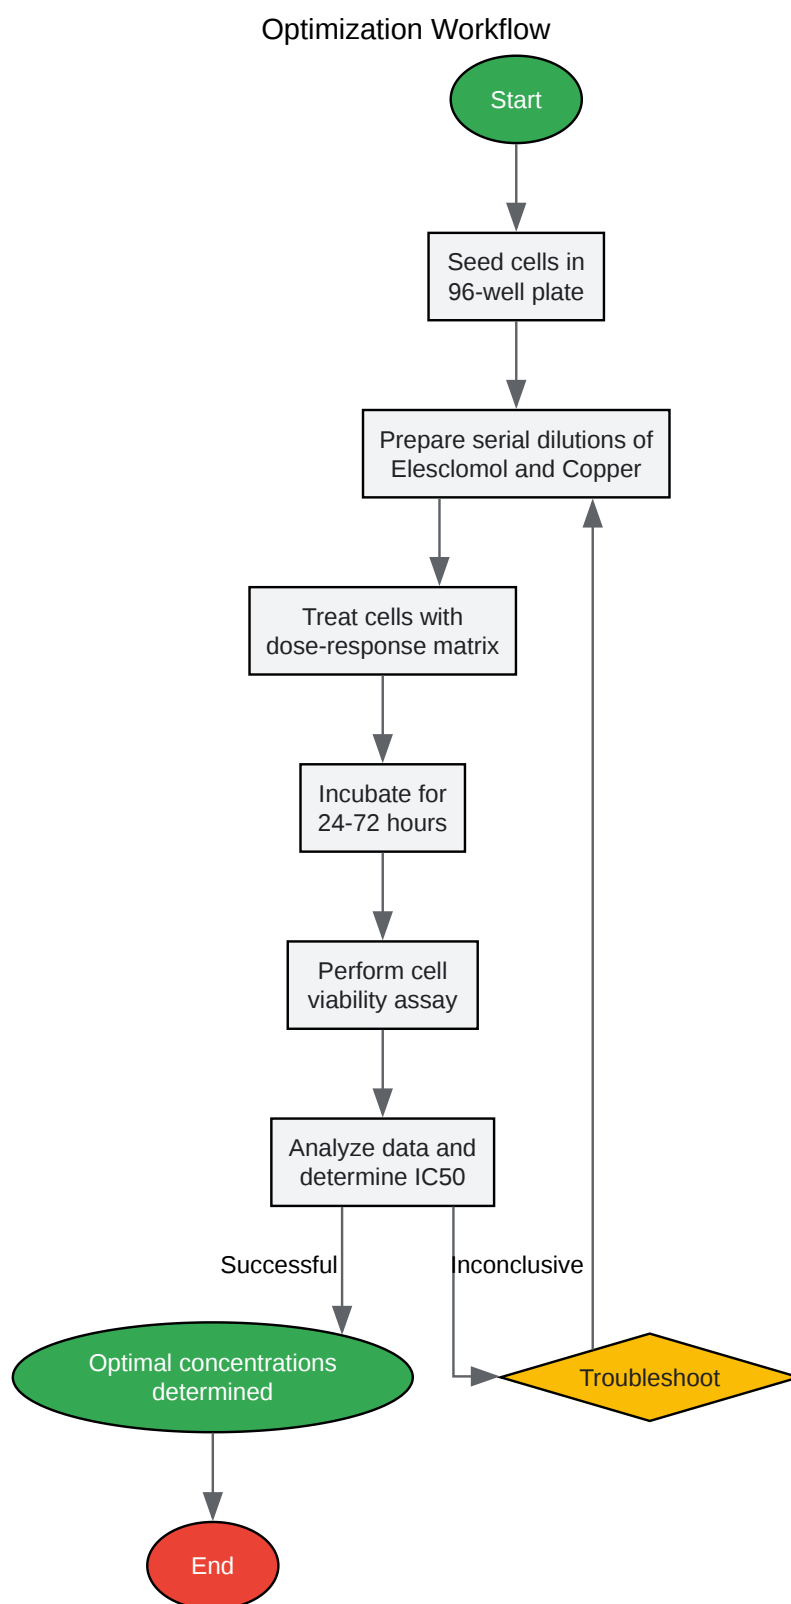 Optimization Workflow
Start
Seed cells in
96-well plate
Prepare serial dilutions of
Elesclomol and Copper
Treat cells with
dose-response matrix
Incubate for
24-72 hours
Perform cell
viability assay
Analyze data and
determine IC50
Successful
Inconclusive
Optimal concentrations
determined
Troubleshoot
End